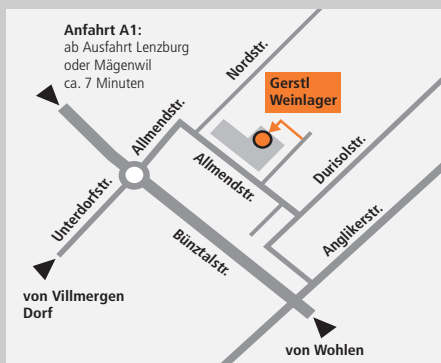 Anfahrt A1:
ab Ausfahrt Lenzburg
oder Mägenwil
ca. 7 Minuten
Nordstr.
Gerstl
Weinlager
Allmendstr.
Allmendstr.
Durisolstr.
Unterdorfstr.
Bünztalstr.
Anglikerstr.
von Villmergen
Dorf
von Wohlen